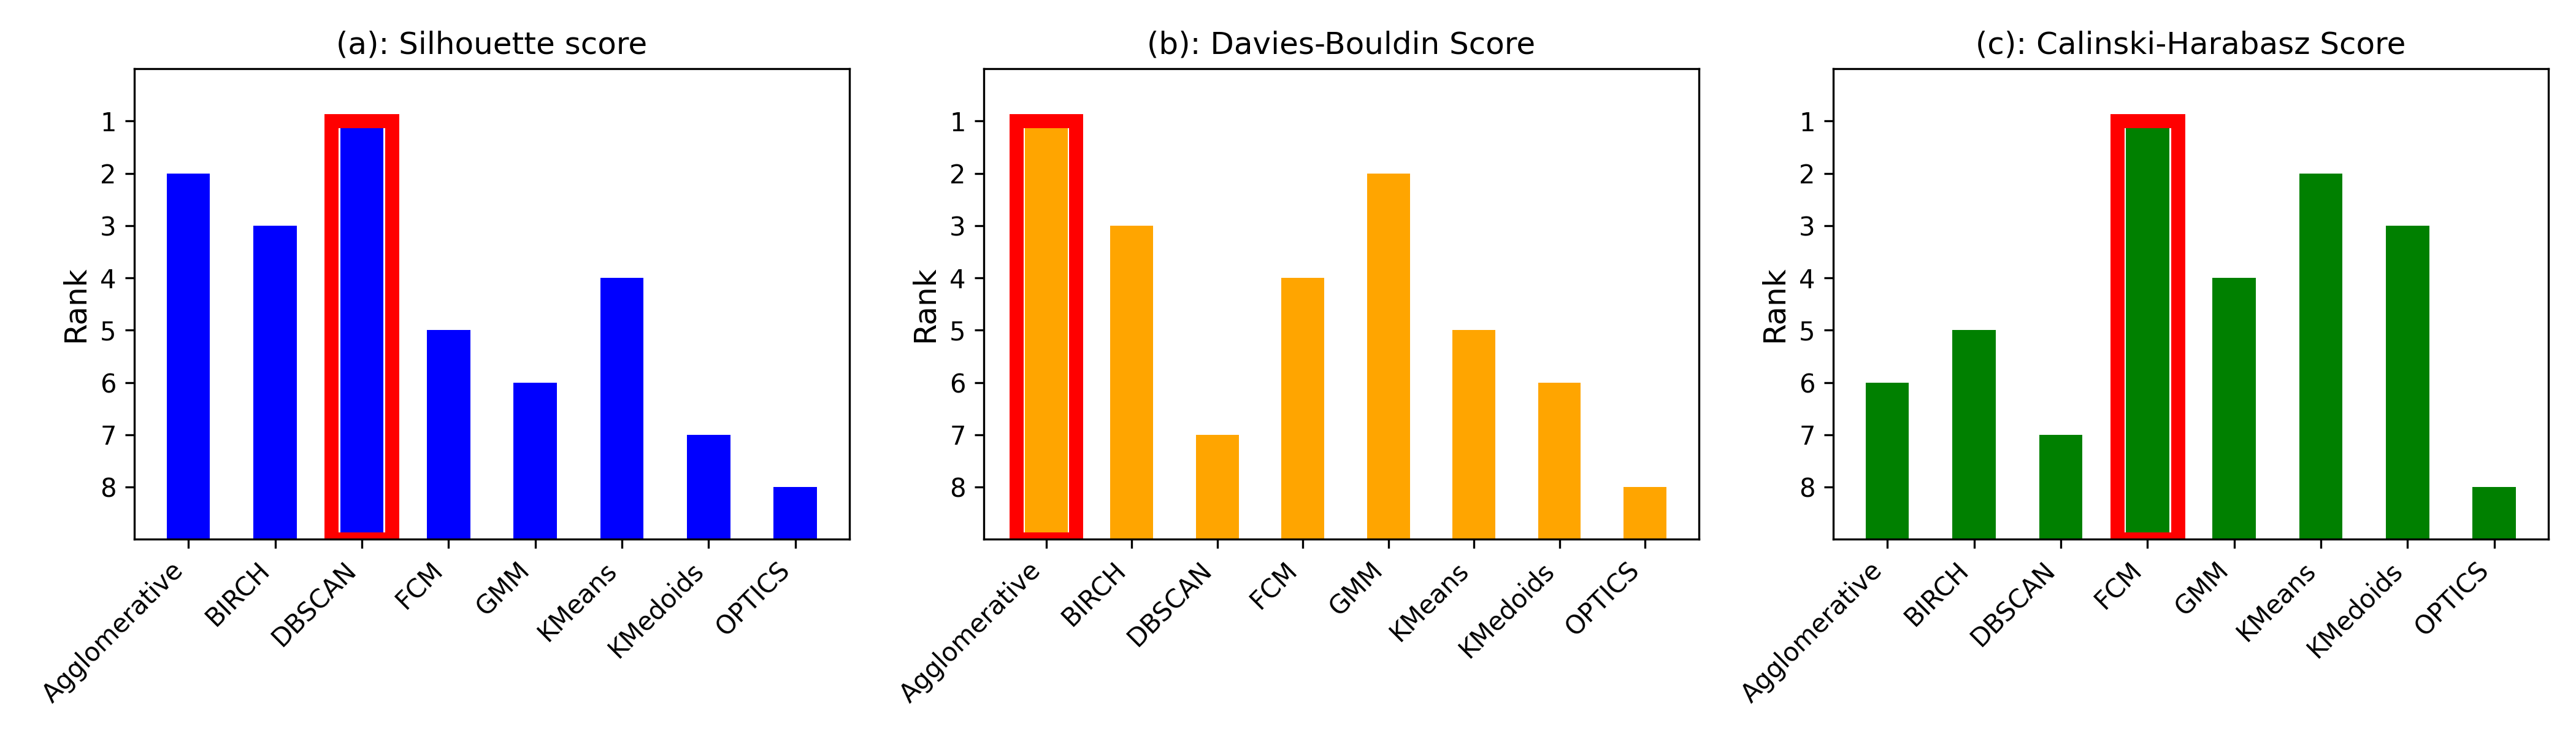 (a): Silhouette score
Rank
1
2
3
4
5
6
7
8
Agglomerative
BIRCH
DBSCAN
FCM
GMM
KMeans
KMedoids
OPTICS
(b): Davies-Bouldin Score
Rank
1
2
3
4
5
6
7
8
Agglomerative
BIRCH
DBSCAN
FCM
GMM
KMeans
KMedoids
OPTICS
(c): Calinski-Harabasz Score
Rank
1
2
3
4
5
6
7
8
Agglomerative
BIRCH
DBSCAN
FCM
GMM
KMeans
KMedoids
OPTICS